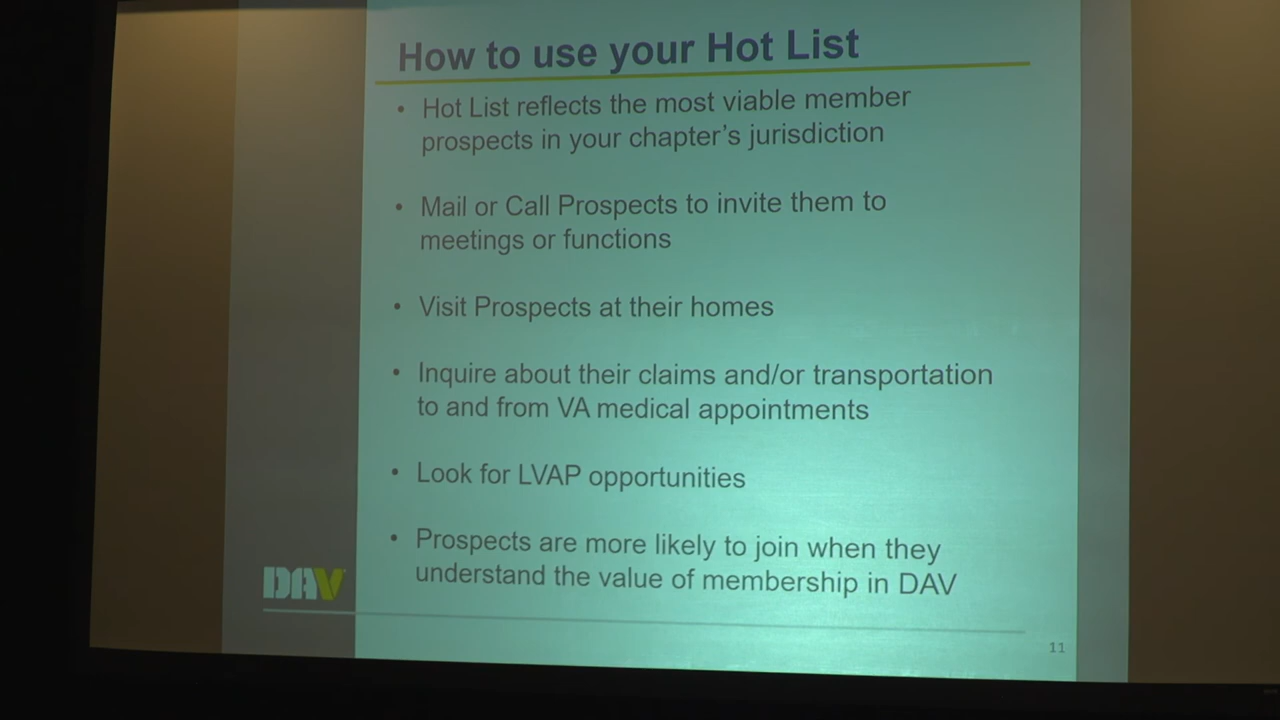 How to use your Hot List
• Hot List reflects the most viable member
prospects in your chapter's jurisdiction
• Mail or Call Prospects to invite them to
meetings or functions
• Visit Prospects at their homes
• Inquire about their claims and/or transportation
to and from VA medical appointments
• Look for LVAP opportunities
• Prospects are more likely to join when they
understand the value of membership in DAV
DAV
11